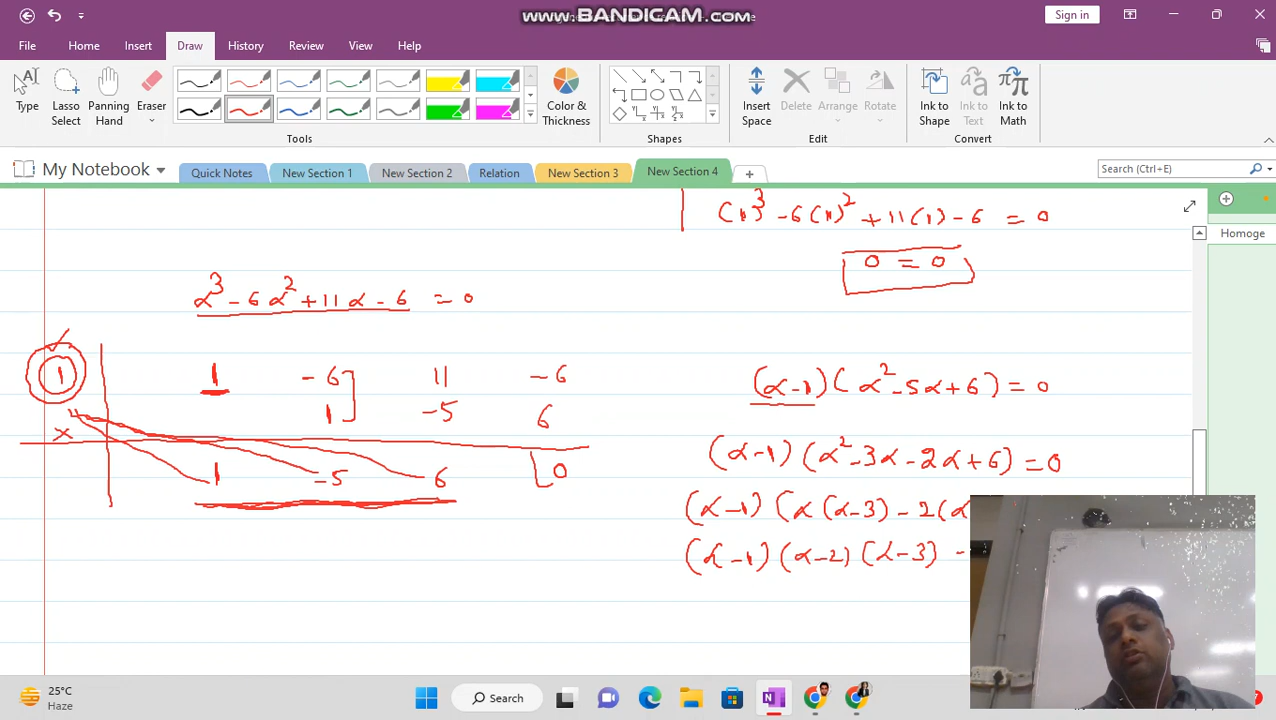 www.BANDICAM.com
Sign in
File Home Insert Draw History Review View Help
Type Lasso Select Panning Hand Eraser Color & Thickness Insert Space Delete Arrange Rotate Ink to Shape Ink to Text Ink to Math
Tools Shapes Edit Convert
My Notebook Quick Notes New Section 1 New Section 2 Relation New Section 3 New Section 4 Search (Ctrl+E)
Homoge
(1)³ - 6(1)² + 11(1) - 6 = 0
0 = 0
α³ - 6α² + 11α - 6 = 0
1 1 -6 11 -6
1 -5 6
x
1 -5 6 0
(α-1)(α²-5α+6) = 0
(α-1)(α²-3α-2α+6) = 0
(α-1)(α(α-3)-2(α
(α-1)(α-2)(α-3)
25°C
Haze
Search